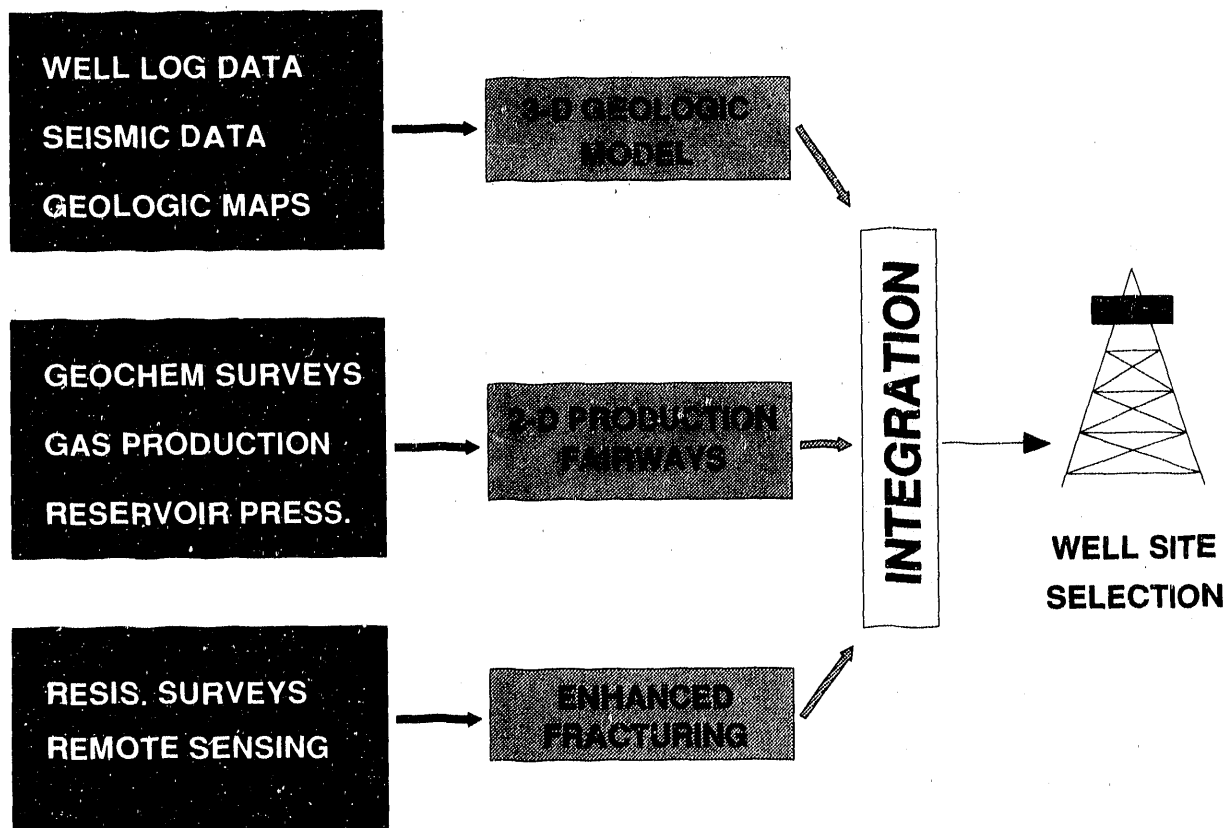 WELL LOG DATA
SEISMIC DATA
GEOLOGIC MAPS
3-D GEOLOGIC
MODEL
GEOCHEM SURVEYS
GAS PRODUCTION
RESERVOIR PRESS.
2-D PRODUCTION
FAIRWAYS
RESIS. SURVEYS
REMOTE SENSING
ENHANCED
FRACTURING
INTEGRATION
WELL SITE
SELECTION